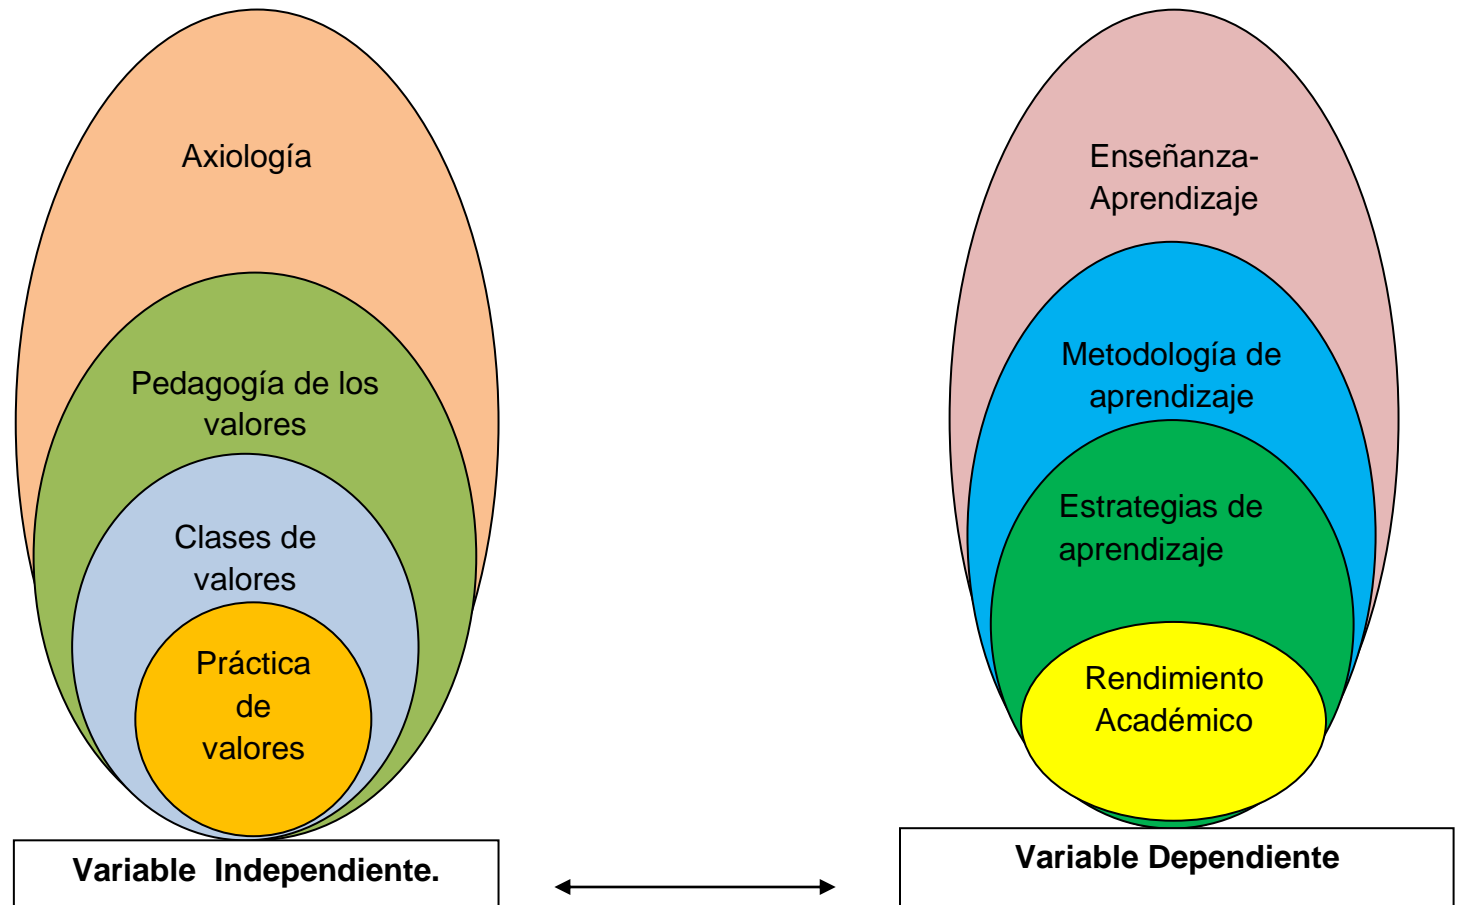 Axiología
Pedagogía de los
valores
Clases de
valores
Práctica
de
valores
Variable  Independiente.
Enseñanza-
Aprendizaje
Metodología de
aprendizaje
Estrategias de
aprendizaje
Rendimiento
Académico
Variable Dependiente